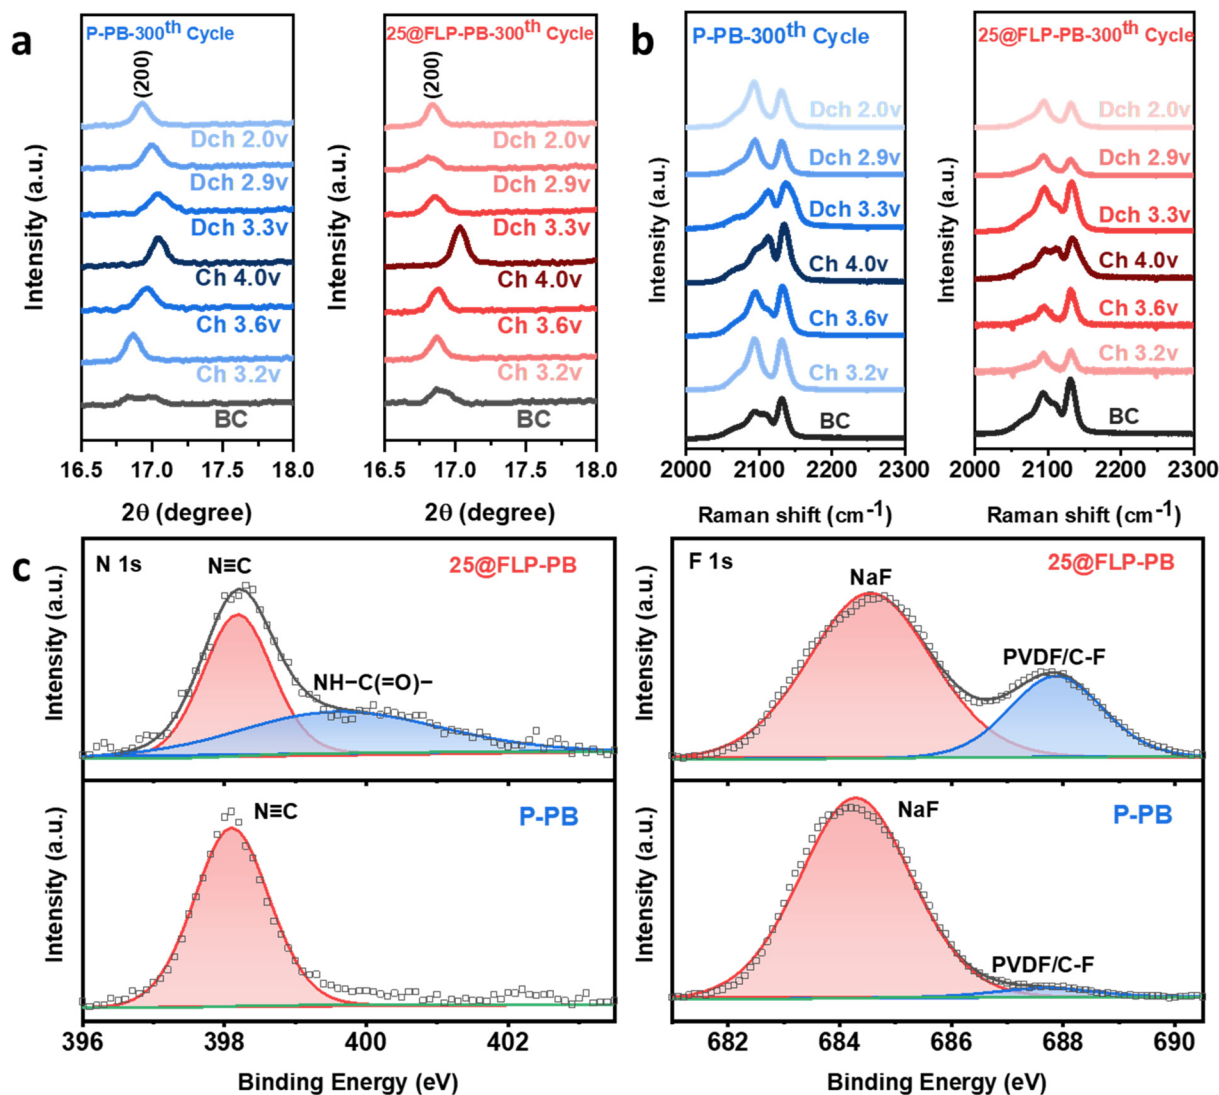 a
P-PB-300th Cycle
(200)
Dch 2.0v
Dch 2.9v
Dch 3.3v
Ch 4.0v
Ch 3.6v
Ch 3.2v
BC
Intensity (a.u.)
16.5 17.0 17.5 18.0
2θ (degree)
25@FLP-PB-300th Cycle
(200)
Dch 2.0v
Dch 2.9v
Dch 3.3v
Ch 4.0v
Ch 3.6v
Ch 3.2v
BC
Intensity (a.u.)
16.5 17.0 17.5 18.0
2θ (degree)
b
P-PB-300th Cycle
Dch 2.0v
Dch 2.9v
Dch 3.3v
Ch 4.0v
Ch 3.6v
Ch 3.2v
BC
Intensity (a.u.)
2000 2100 2200 2300
Raman shift (cm-1)
25@FLP-PB-300th Cycle
Dch 2.0v
Dch 2.9v
Dch 3.3v
Ch 4.0v
Ch 3.6v
Ch 3.2v
BC
Intensity (a.u.)
2000 2100 2200 2300
Raman shift (cm-1)
c
N 1s
N≡C
25@FLP-PB
NH−C(=O)−
Intensity (a.u.)
N≡C
P-PB
Intensity (a.u.)
396 398 400 402
Binding Energy (eV)
F 1s
NaF
25@FLP-PB
PVDF/C-F
Intensity (a.u.)
NaF
P-PB
PVDF/C-F
Intensity (a.u.)
682 684 686 688 690
Binding Energy (eV)